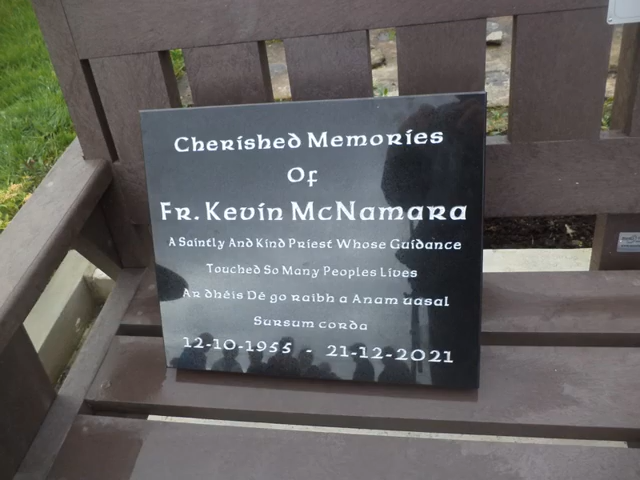 Cherished Memories
Of
Fr. Kevin McNamara
A Saintly And Kind Priest Whose Guidance
Touched So Many Peoples Lives
Ar dhéis Dé go raibh a Anam uasal
Sursum corda
12-10-1955 - 21-12-2021